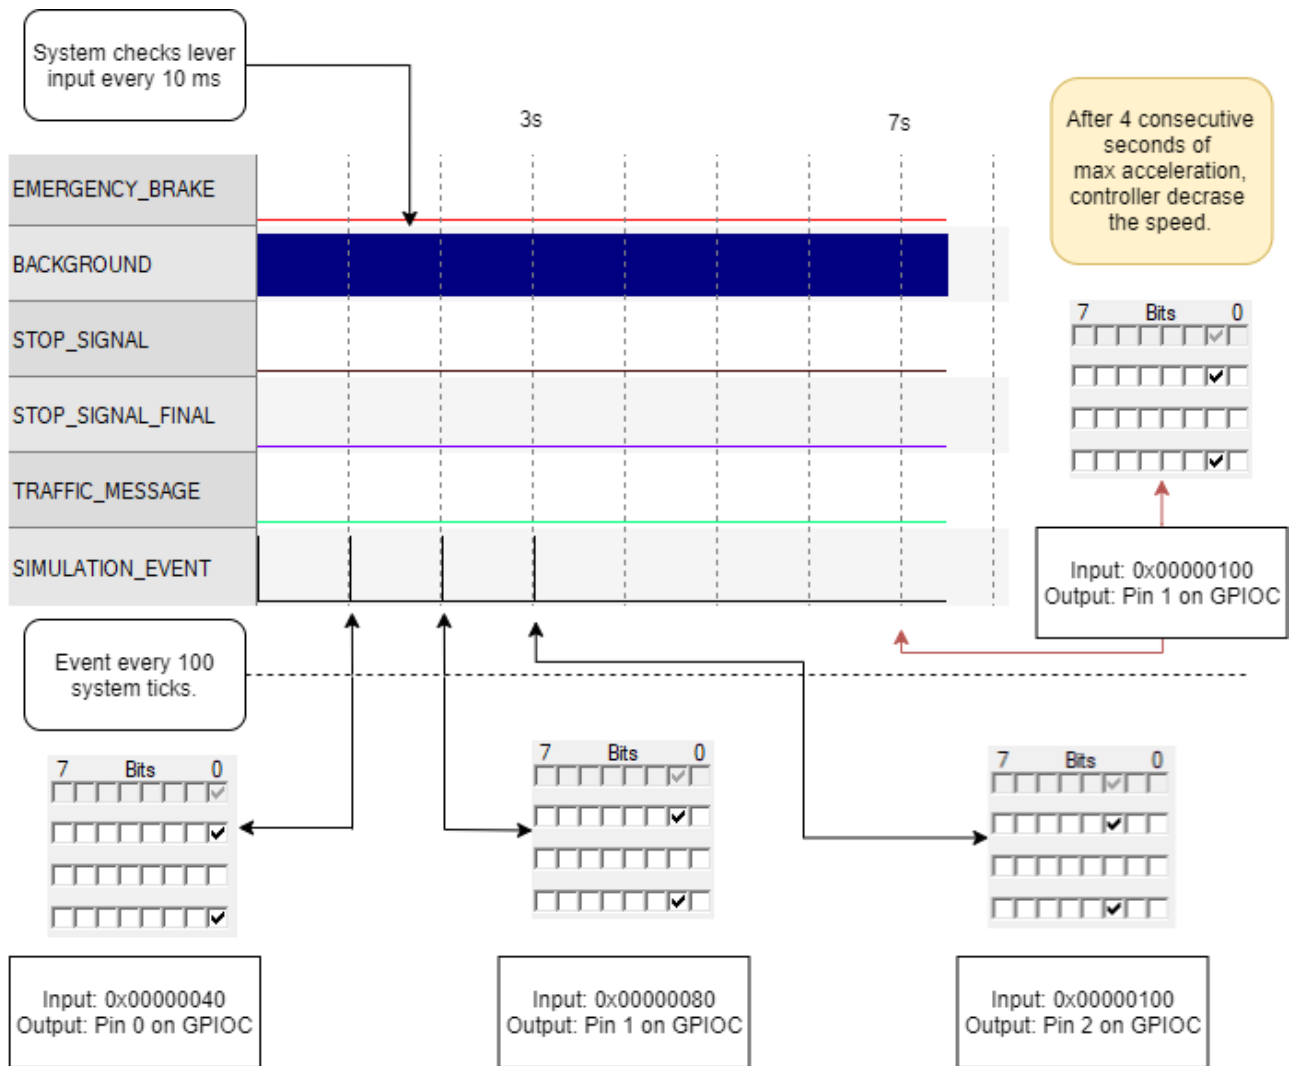 System checks lever
input every 10 ms
3s
7s
After 4 consecutive
seconds of
max acceleration,
controller decrase
the speed.
EMERGENCY_BRAKE
BACKGROUND
STOP_SIGNAL
STOP_SIGNAL_FINAL
TRAFFIC_MESSAGE
SIMULATION_EVENT
7 Bits 0
Input: 0x00000100
Output: Pin 1 on GPIOC
Event every 100
system ticks.
7 Bits 0
7 Bits 0
7 Bits 0
Input: 0x00000040
Output: Pin 0 on GPIOC
Input: 0x00000080
Output: Pin 1 on GPIOC
Input: 0x00000100
Output: Pin 2 on GPIOC